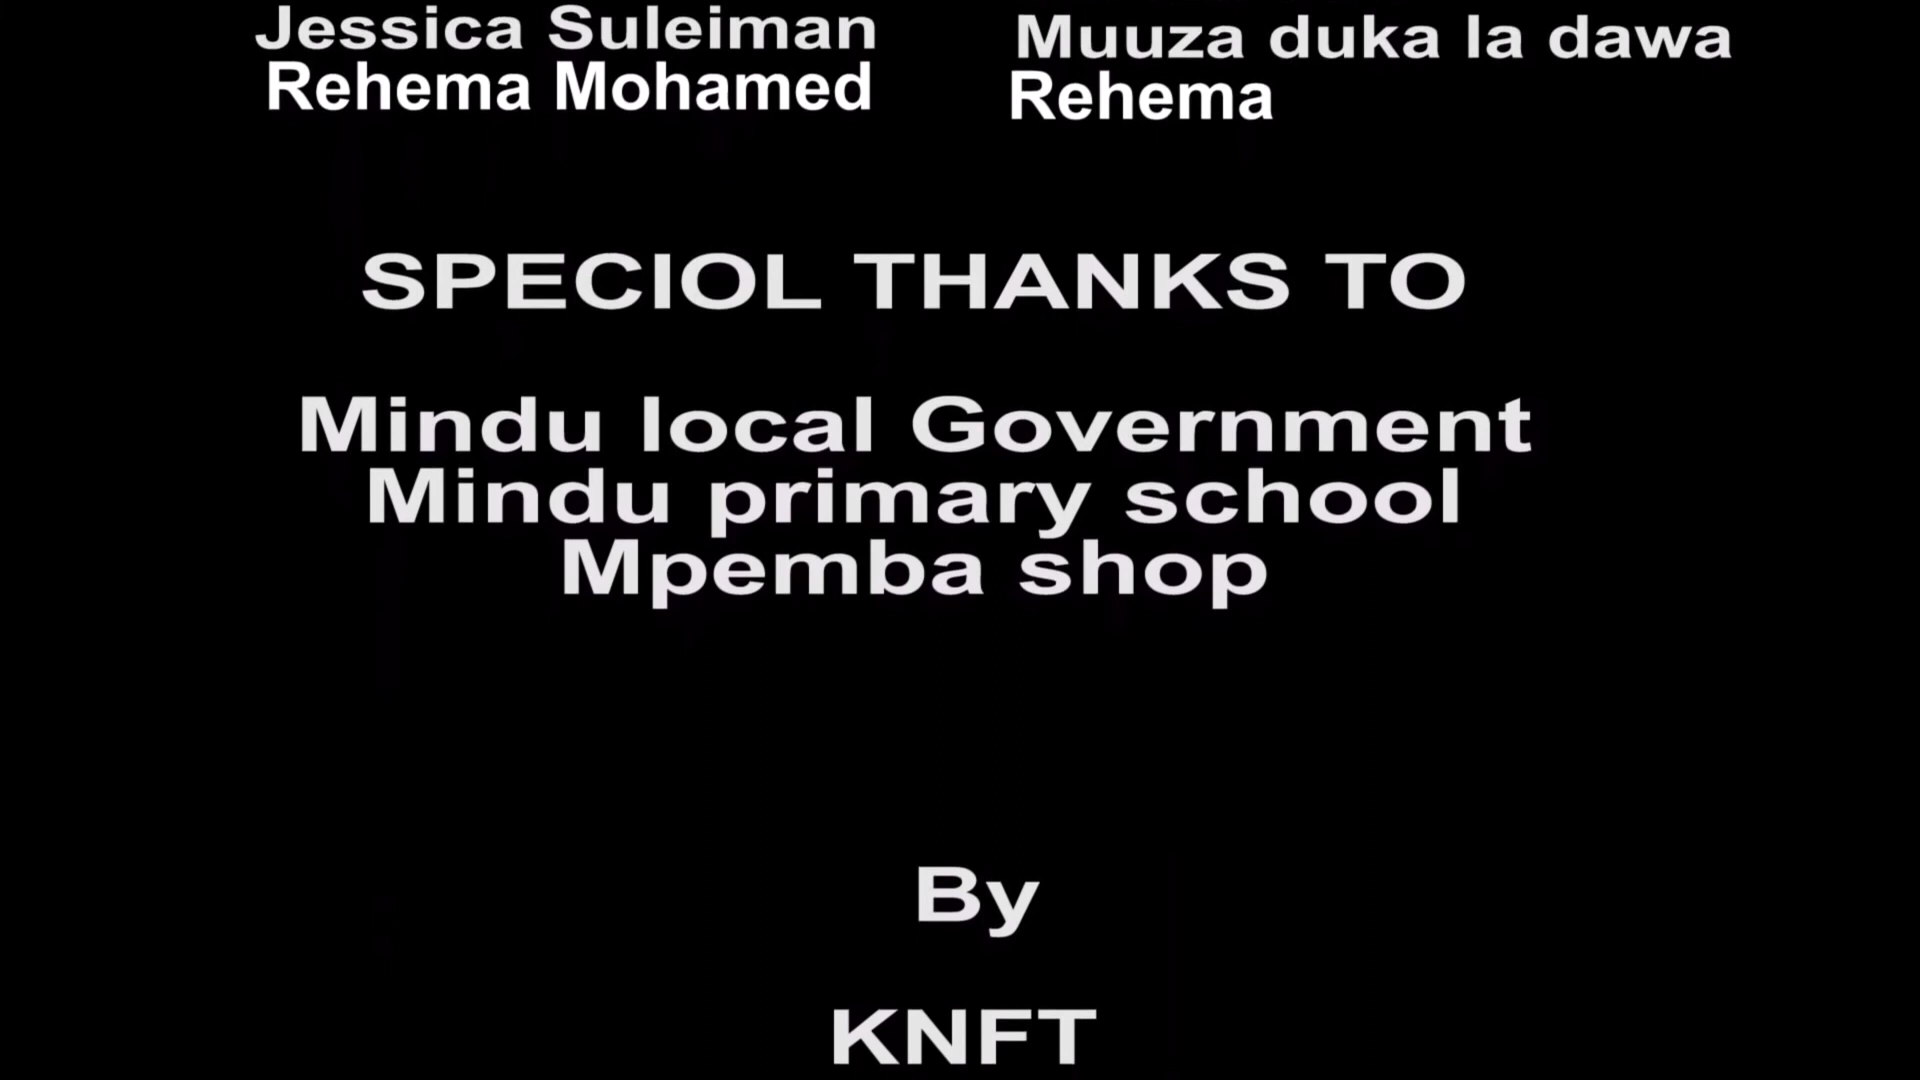 Jessica Suleiman Muuza duka la dawa
Rehema Mohamed Rehema
SPECIOL THANKS TO
Mindu local Government
Mindu primary school
Mpemba shop
By
KNFT